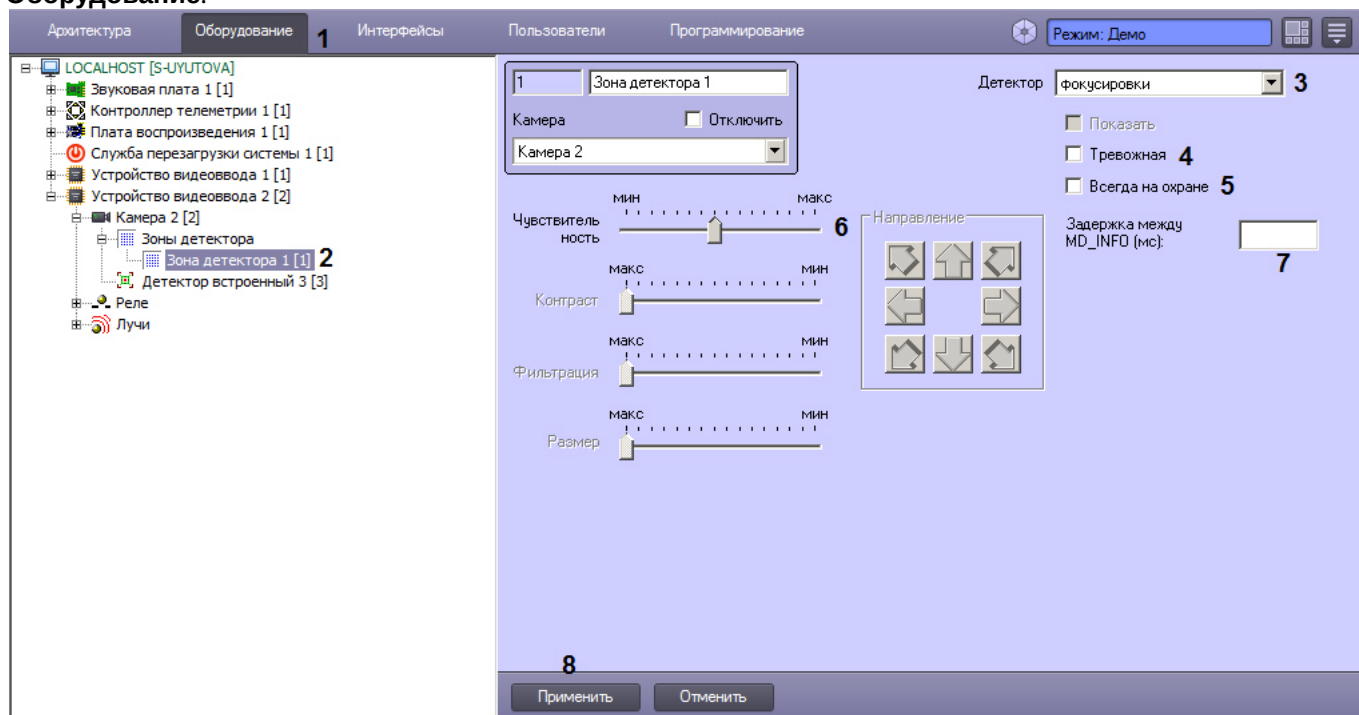 Оборудование.
Архитектура Оборудование 1 Интерфейсы Пользователи Программирование Режим: Демо
LOCALHOST [S-UYUTOVA]
Звуковая плата 1 [1]
Контроллер телеметрии 1 [1]
Плата воспроизведения 1 [1]
Служба перезагрузки системы 1 [1]
Устройство видеоввода 1 [1]
Устройство видеоввода 2 [2]
Камера 2 [2]
Зоны детектора
Зона детектора 1 [1] 2
Детектор встроенный 3 [3]
Реле
Лучи
1 Зона детектора 1
Камера Отключить
Камера 2
Детектор фокусировки 3
Показать
Тревожная 4
Всегда на охране 5
Задержка между
MD_INFO (мс):
7
мин макс
Чувствитель
ность
6
макс мин
Контраст
макс мин
Фильтрация
макс мин
Размер
Направление
8
Применить Отменить